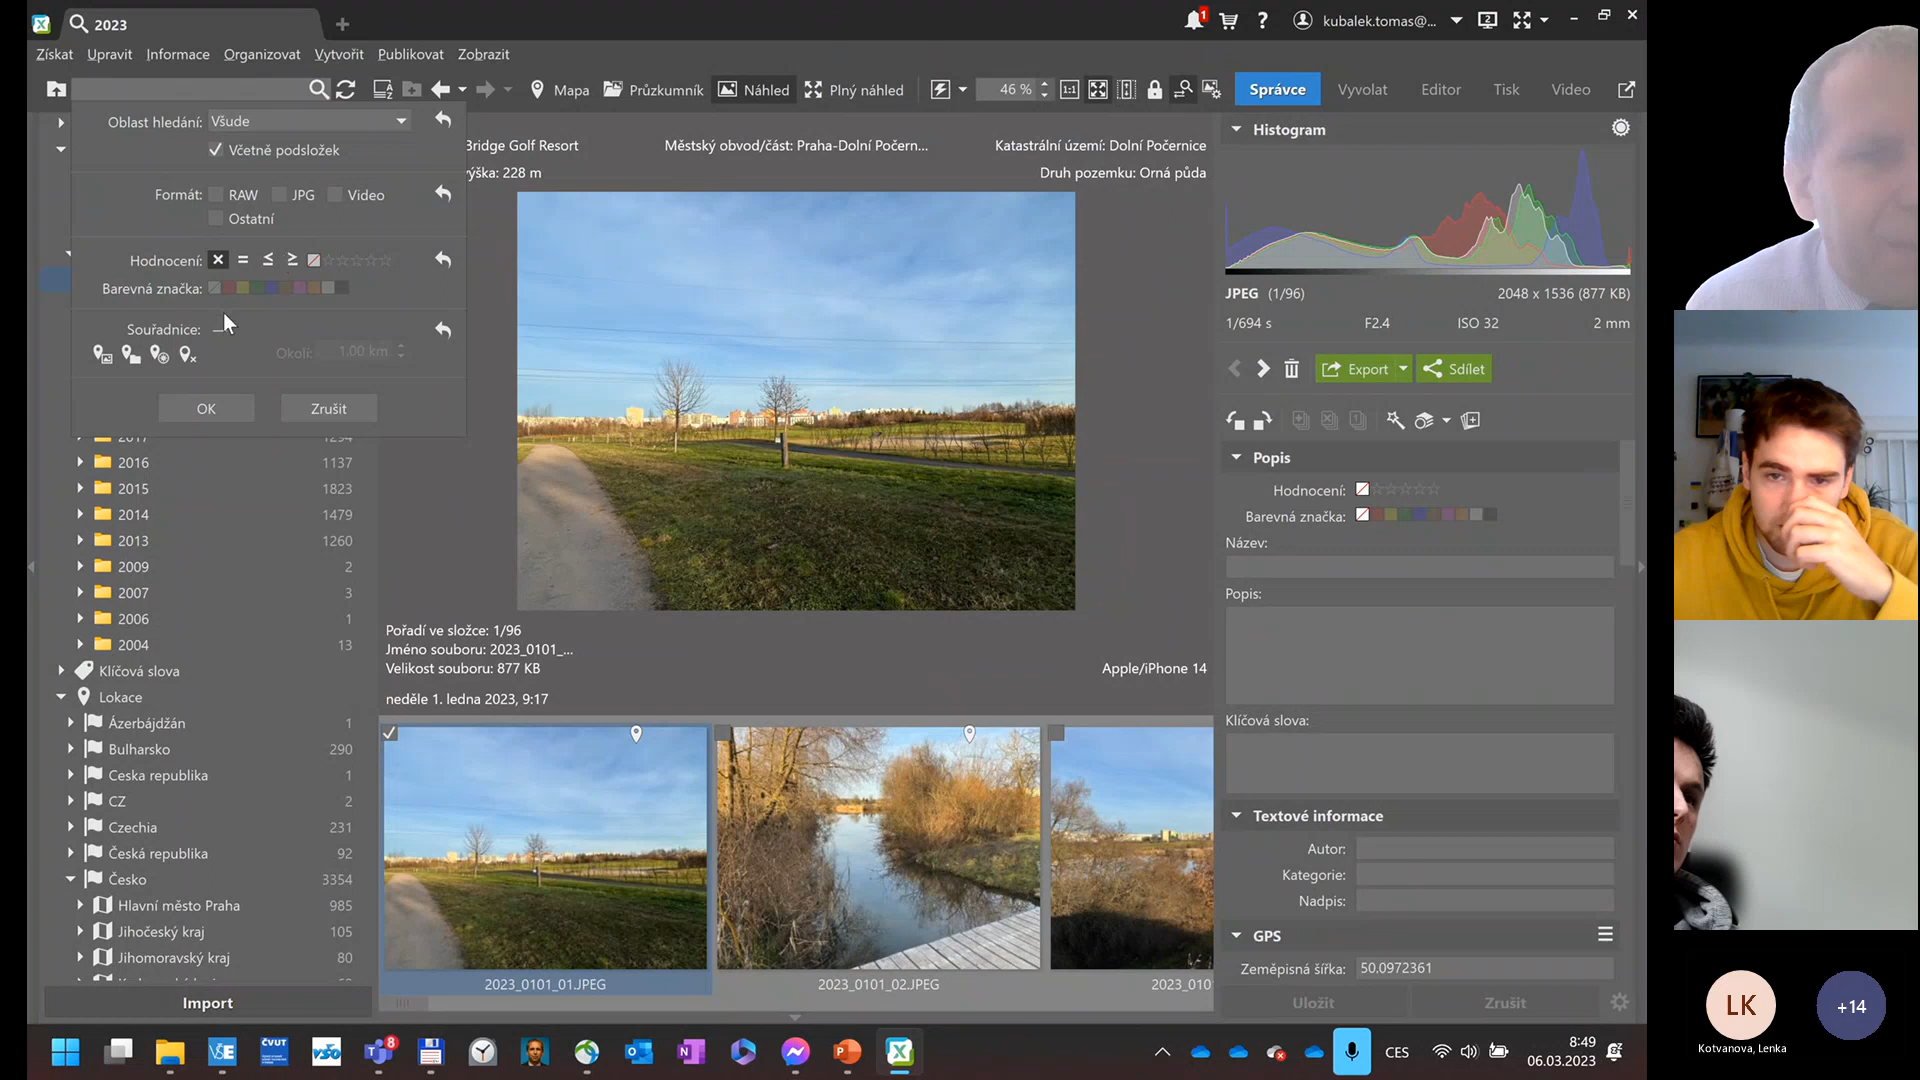 2023
1
kubalek.tomas@...
Získat Upravit Informace Organizovat Vytvořit Publikovat Zobrazit
Mapa Průzkumník Náhled Plný náhled 46 % 1:1 Správce Vyvolat Editor Tisk Video
Oblast hledání: Všude
Včetně podsložek
Formát: RAW JPG Video
Ostatní
Hodnocení: = ≤ ≥
Barevná značka:
Souřadnice: —
Okolí: 1.00 km
OK Zrušit
1294
2016 1137
2015 1823
2014 1479
2013 1260
2009 2
2007 3
2006 1
2004 13
Klíčová slova
Lokace
Ázerbájdžán 1
Bulharsko 290
Ceska republika 1
CZ 2
Czechia 231
Česká republika 92
Česko 3354
Hlavní město Praha 985
Jihočeský kraj 105
Jihomoravský kraj 80
Import
Bridge Golf Resort Městský obvod/část: Praha-Dolní Počern... Katastrální území: Dolní Počernice
výška: 228 m Druh pozemku: Orná půda
Pořadí ve složce: 1/96
Jméno souboru: 2023_0101_...
Velikost souboru: 877 KB Apple/iPhone 14
neděle 1. ledna 2023, 9:17
2023_0101_01.JPEG 2023_0101_02.JPEG 2023_010
Histogram
JPEG (1/96) 2048 x 1536 (877 KB)
1/694 s F2.4 ISO 32 2 mm
Export Sdílet
Popis
Hodnocení:
Barevná značka:
Název:
Popis:
Klíčová slova:
Textové informace
Autor:
Kategorie:
Nadpis:
GPS
Zeměpisná šířka: 50.0972361
Uložit Zrušit
8
CES 8:49
06.03.2023
LK +14
Kotvanova, Lenka